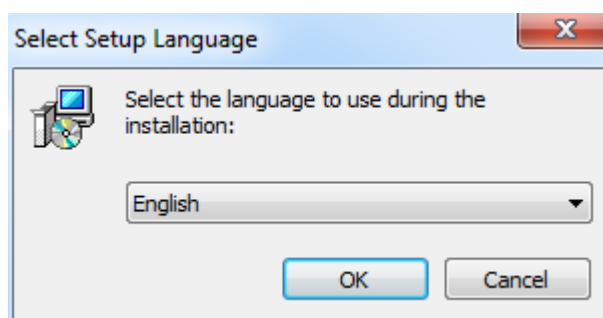 Select Setup Language
Select the language to use during the
installation:
English
OK
Cancel